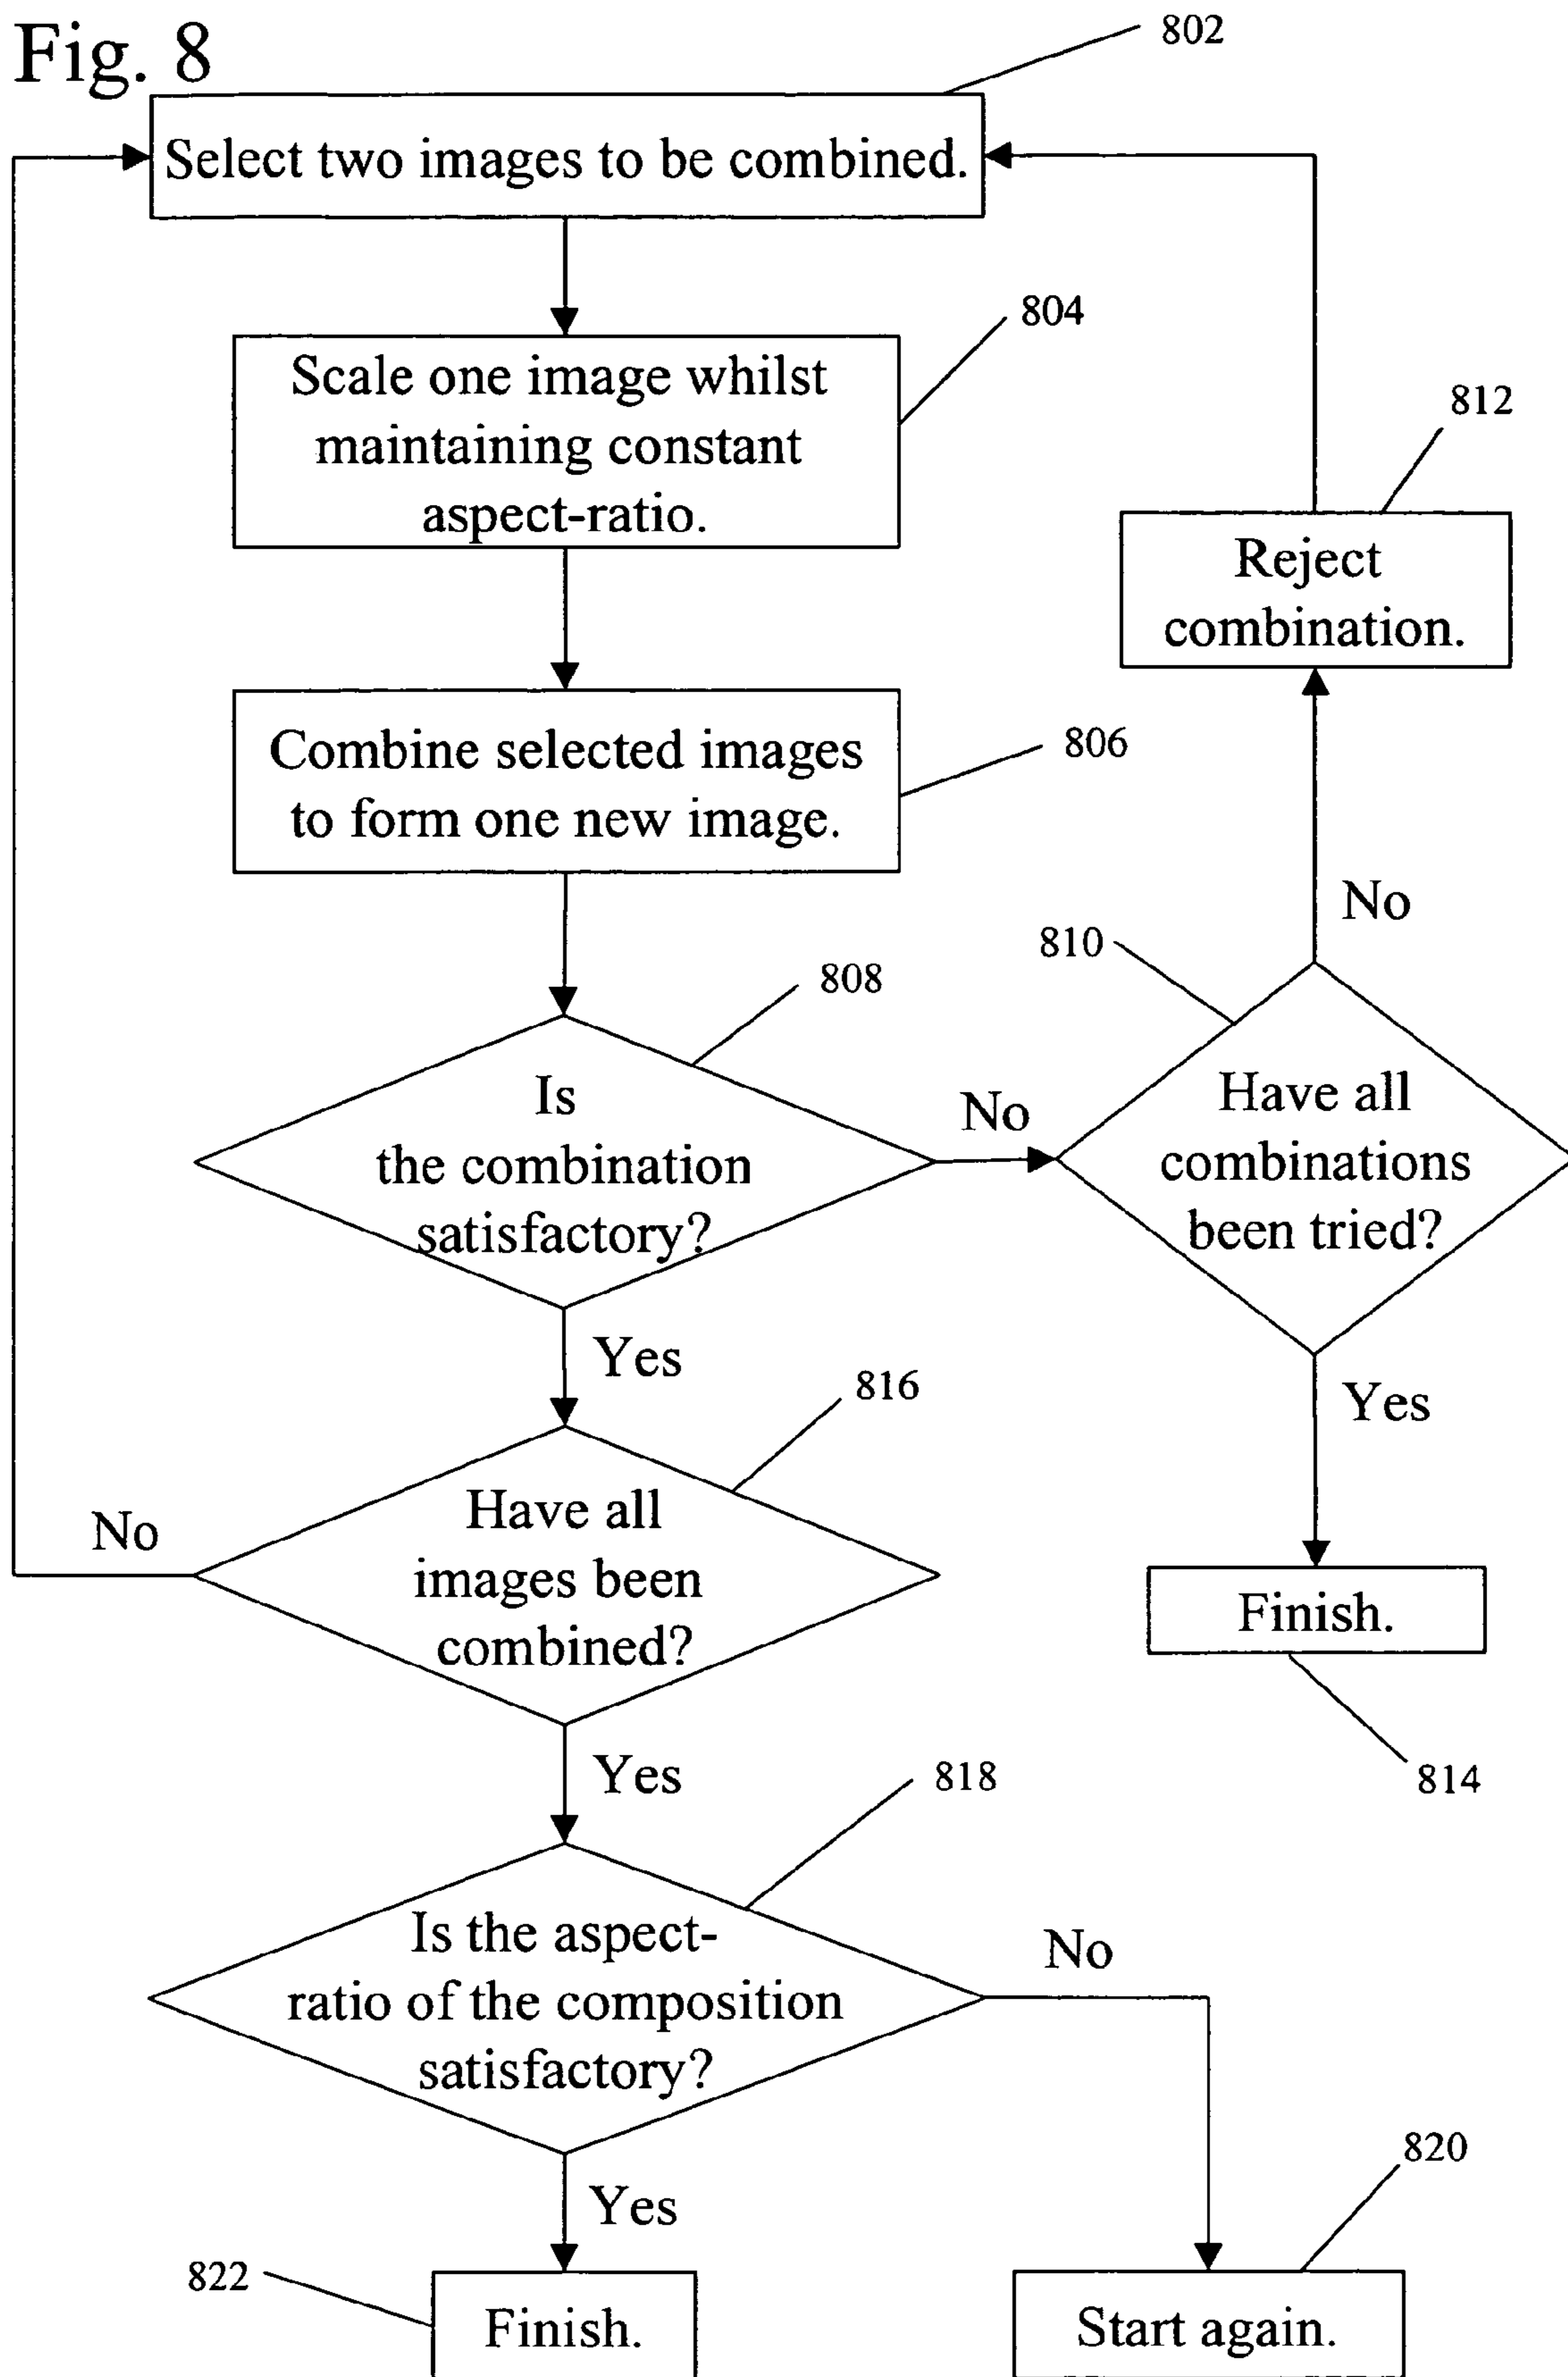 Fig. 8
802
Select two images to be combined.
804
Scale one image whilst
maintaining constant
aspect-ratio.
812
Reject
combination.
806
Combine selected images
to form one new image.
No
810
808
Is
the combination
satisfactory?
No
Have all
combinations
been tried?
Yes
816
Yes
Have all
images been
combined?
No
Finish.
814
Yes
818
Is the aspect-
ratio of the composition
satisfactory?
No
820
Yes
822
Finish.
Start again.